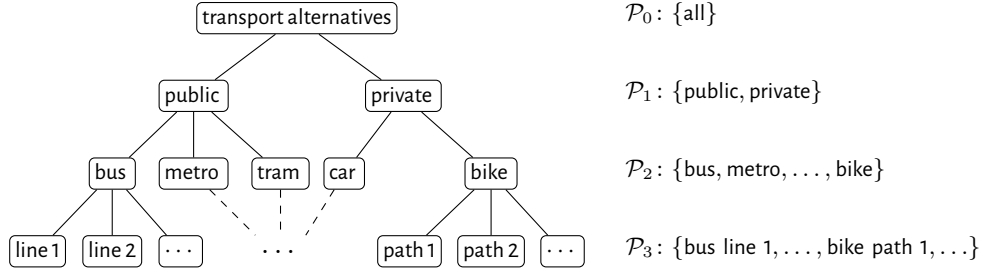 transport alternatives
𝒫₀: {all}
public
private
𝒫₁: {public, private}
bus
metro
tram
car
bike
𝒫₂: {bus, metro, . . . , bike}
line 1
line 2
· · ·
· · ·
path 1
path 2
· · ·
𝒫₃: {bus line 1, . . . , bike path 1, . . .}